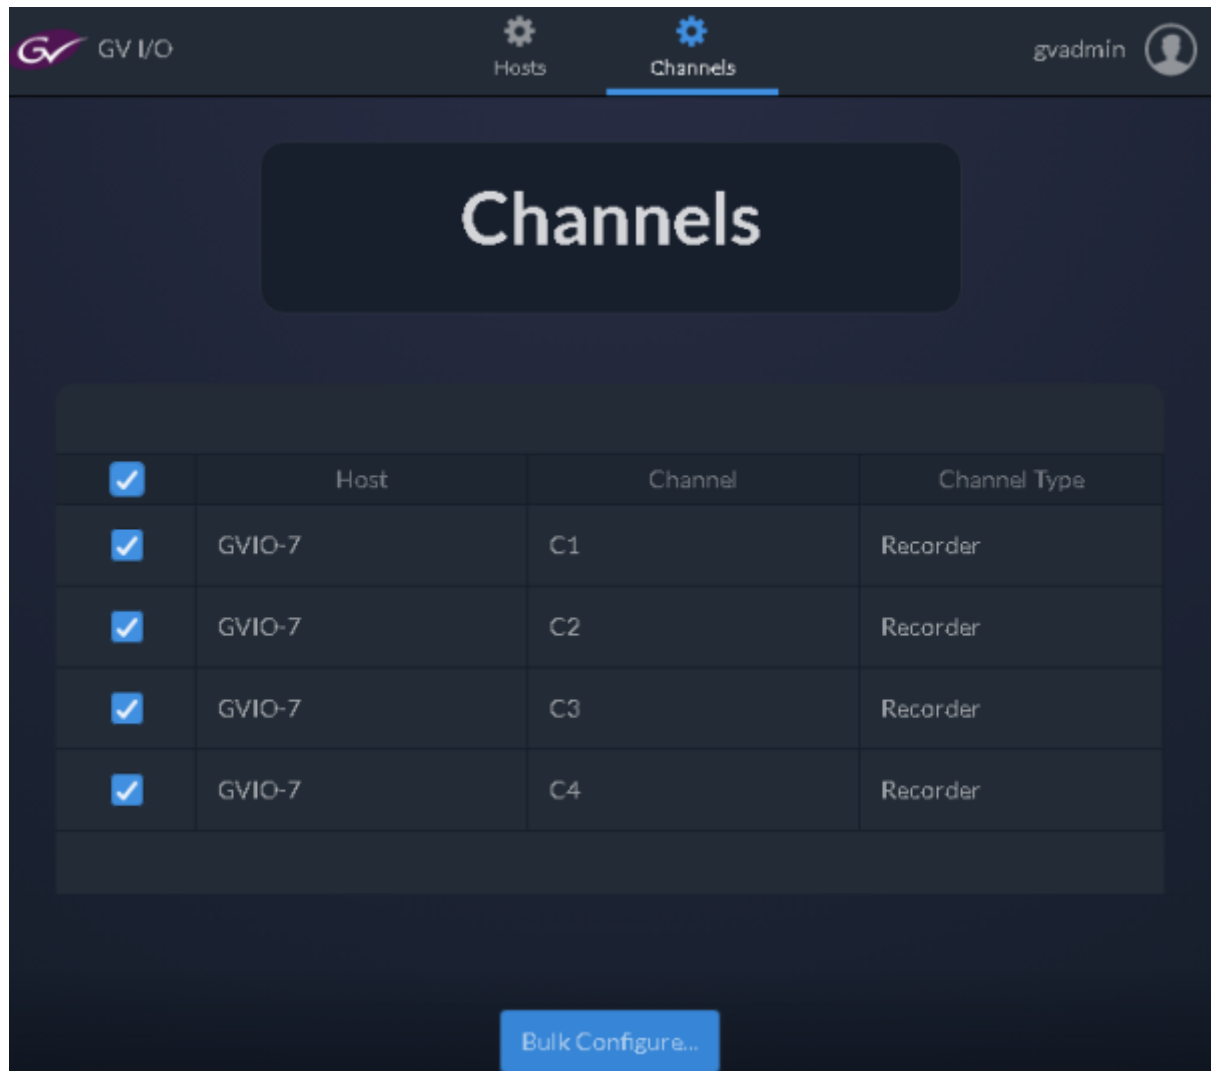 GV GV I/O
Hosts
Channels
gvadmin
Channels
Host Channel Channel Type
GVIO-7 C1 Recorder
GVIO-7 C2 Recorder
GVIO-7 C3 Recorder
GVIO-7 C4 Recorder
Bulk Configure...